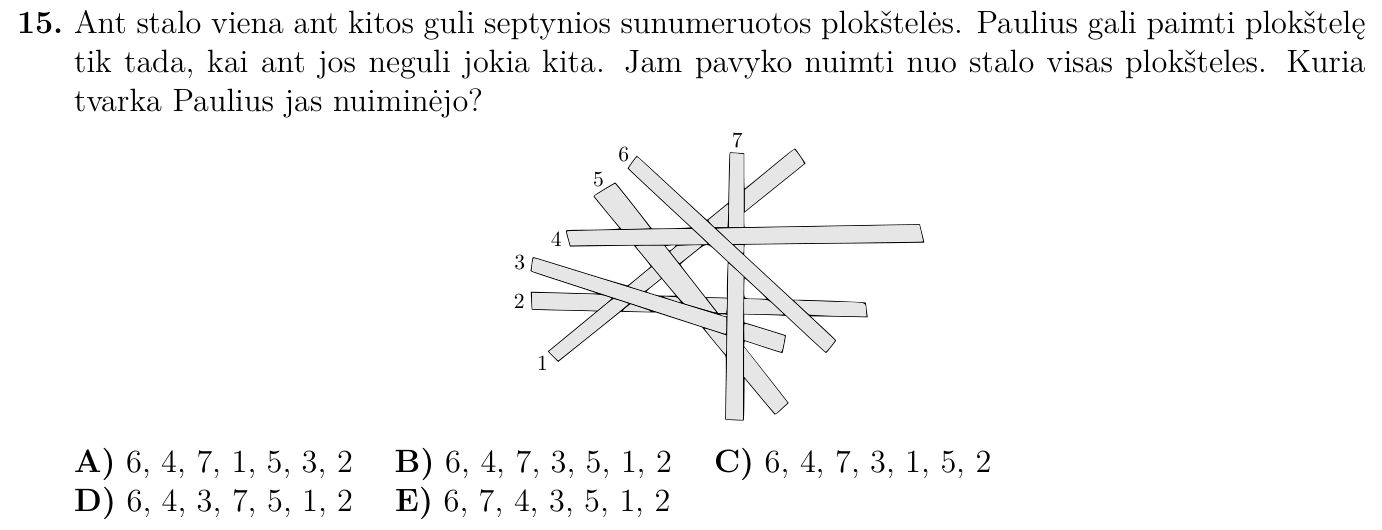 15. Ant stalo viena ant kitos guli septynios sunumeruotos plokštelės. Paulius gali paimti plokštelę
tik tada, kai ant jos neguli jokia kita. Jam pavyko nuimti nuo stalo visas plokšteles. Kuria
tvarka Paulius jas nuiminėjo?
7
6
5
4
3
2
1
A) 6, 4, 7, 1, 5, 3, 2 B) 6, 4, 7, 3, 5, 1, 2 C) 6, 4, 7, 3, 1, 5, 2
D) 6, 4, 3, 7, 5, 1, 2 E) 6, 7, 4, 3, 5, 1, 2